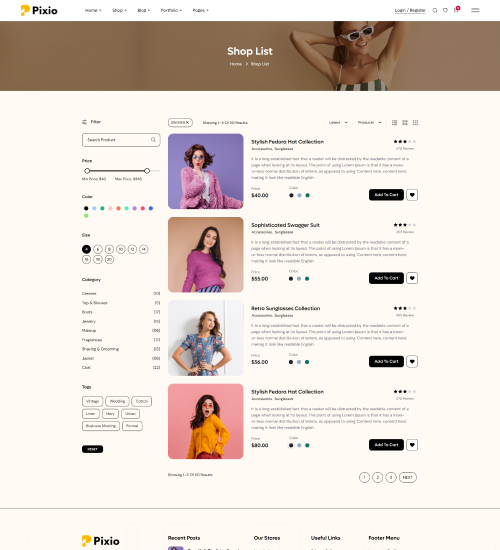 Pixio
Home Shop Blog Portfolio Pages
Login / Register
Shop List
Home > Shop List
Filter
Search Product
Price
Min Price: $40 Max Price: $346
Color
Size
4 6 8 10 12 14
16 18 20
Category
Dresses (10)
Top & Blouses (5)
Boots (17)
Jewelry (13)
Makeup (06)
Fragrances (17)
Shaving & Grooming (13)
Jacket (06)
Coat (22)
Tags
Vintage Wedding Cotton
Linen Navy Urban
Business Meeting Formal
RESET
Showing 1–5 Of 50 Results
Latest Products
Stylish Fedora Hat Collection
Accessories, Sunglasses
It is a long established fact that a reader will be distracted by the readable content of a
page when looking at its layout. The point of using Lorem Ipsum is that it has a more-
or-less normal distribution of letters, as opposed to using 'Content here, content here',
making it look like readable English.
Price
Color
$40.00
Add To Cart
Sophisticated Swagger Suit
Accessories, Sunglasses
It is a long established fact that a reader will be distracted by the readable content of a
page when looking at its layout. The point of using Lorem Ipsum is that it has a more-
or-less normal distribution of letters, as opposed to using 'Content here, content here',
making it look like readable English.
Price
Color
$55.00
Add To Cart
Retro Sunglasses Collection
Accessories, Sunglasses
It is a long established fact that a reader will be distracted by the readable content of a
page when looking at its layout. The point of using Lorem Ipsum is that it has a more-
or-less normal distribution of letters, as opposed to using 'Content here, content here',
making it look like readable English.
Price
Color
$56.00
Add To Cart
Stylish Fedora Hat Collection
Accessories, Sunglasses
It is a long established fact that a reader will be distracted by the readable content of a
page when looking at its layout. The point of using Lorem Ipsum is that it has a more-
or-less normal distribution of letters, as opposed to using 'Content here, content here',
making it look like readable English.
Price
Color
$80.00
Add To Cart
Showing 1–5 Of 50 Results
1 2 3 NEXT
Pixio
Recent Posts
Our Stores
Useful Links
Footer Menu